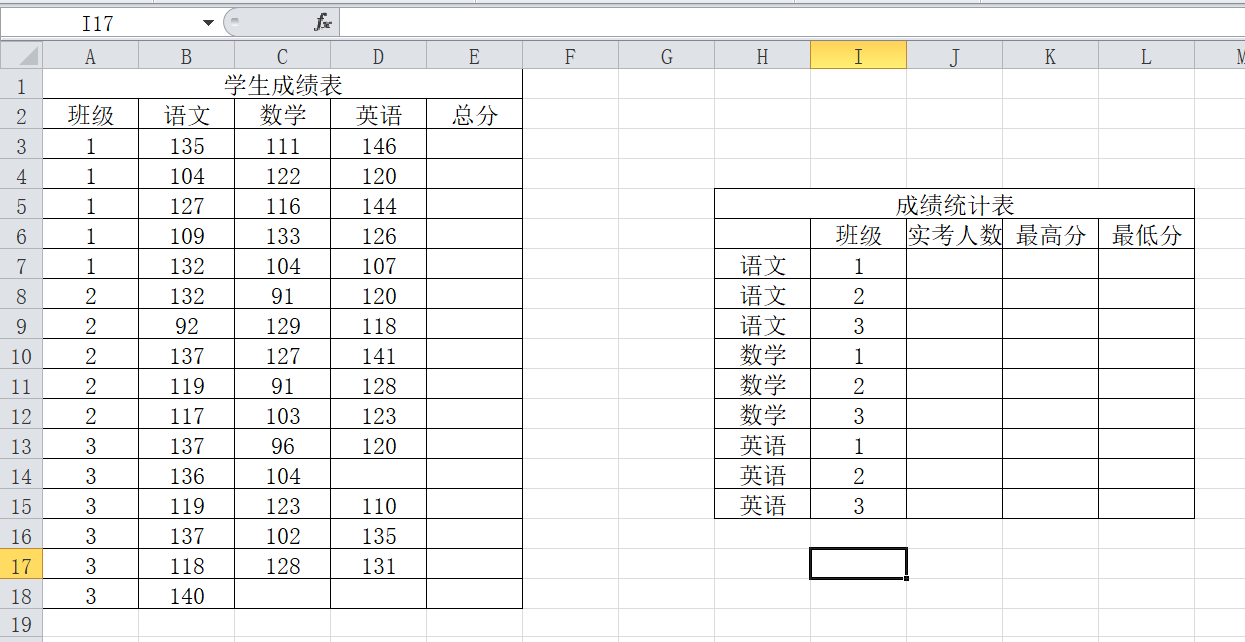 I17 fx
A B C D E F G H I J K L M
1 学生成绩表
2 班级 语文 数学 英语 总分
3 1 135 111 146
4 1 104 122 120
5 1 127 116 144 成绩统计表
6 1 109 133 126 班级 实考人数 最高分 最低分
7 1 132 104 107 语文 1
8 2 132 91 120 语文 2
9 2 92 129 118 语文 3
10 2 137 127 141 数学 1
11 2 119 91 128 数学 2
12 2 117 103 123 数学 3
13 3 137 96 120 英语 1
14 3 136 104 英语 2
15 3 119 123 110 英语 3
16 3 137 102 135
17 3 118 128 131
18 3 140
19